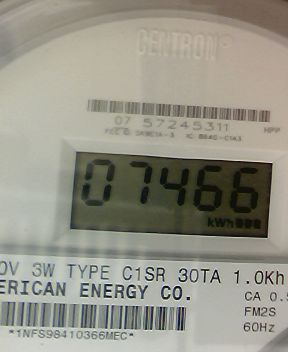 CENTRON®
07 57245311 HPP
07466
kWh
0V 3W TYPE C1SR 30TA 1.0Kh
ERICAN ENERGY CO.
CA 0.5
FM2S
60Hz
*1NFS98410366MEC*